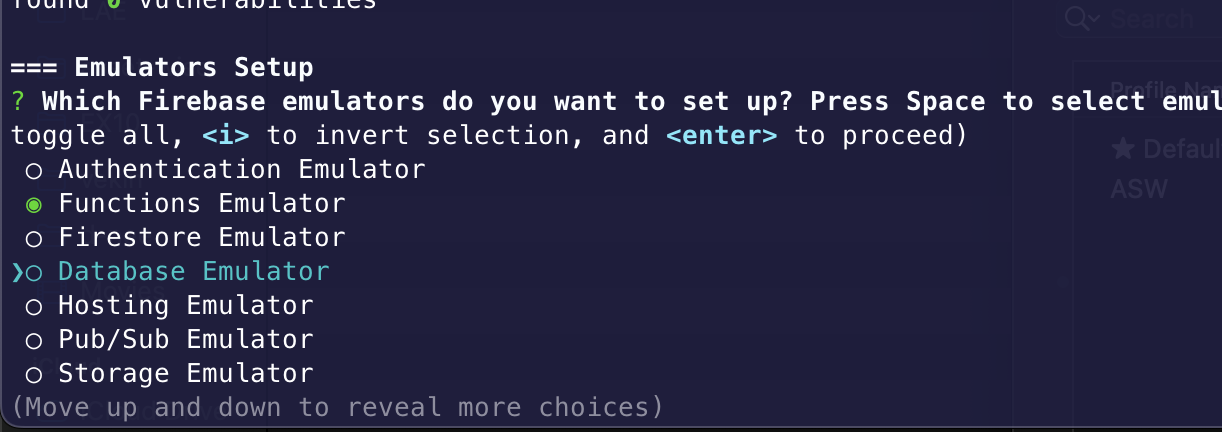 found 0 vulnerabilities
=== Emulators Setup
? Which Firebase emulators do you want to set up? Press Space to select emul
toggle all, <i> to invert selection, and <enter> to proceed)
○ Authentication Emulator
◉ Functions Emulator
○ Firestore Emulator
❯○ Database Emulator
○ Hosting Emulator
○ Pub/Sub Emulator
○ Storage Emulator
(Move up and down to reveal more choices)
Search
Profile Nam
★ Defaul
ASW